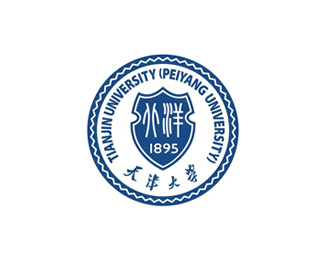 TIANJIN UNIVERSITY (PEIYANG UNIVERSITY)
北洋
1895
天津大学